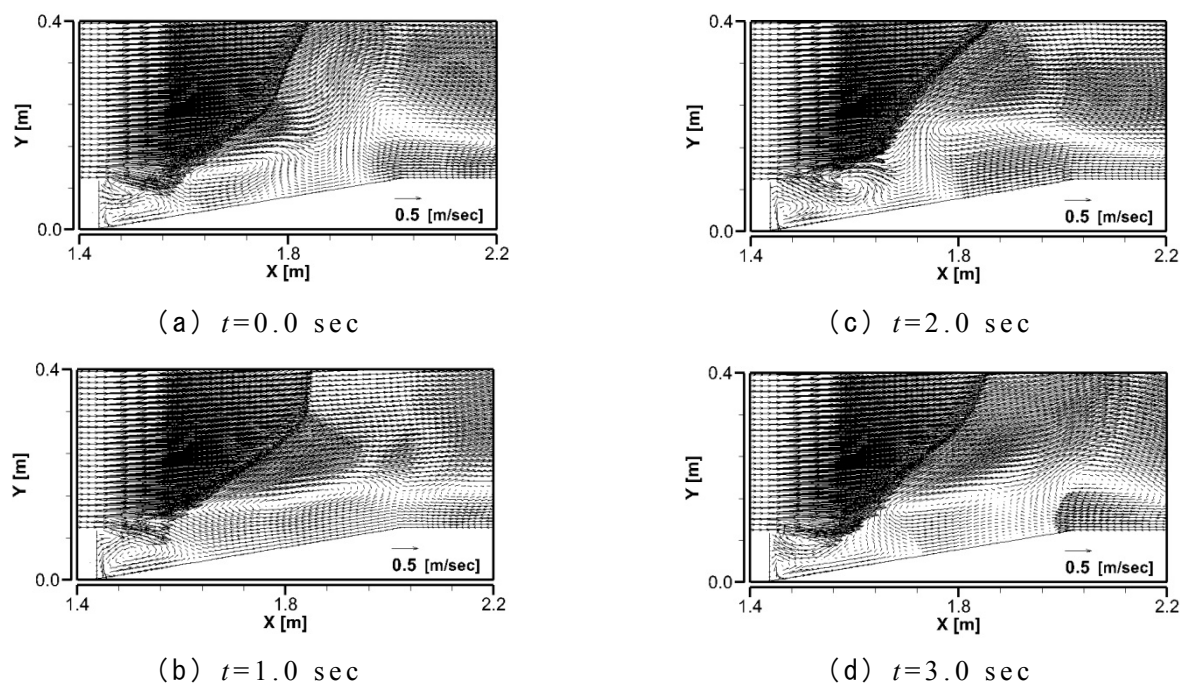 0.4
Y [m]
0.0
0.5 [m/sec]
1.4
1.8
2.2
X [m]
(a) t=0.0 sec
0.4
Y [m]
0.0
0.5 [m/sec]
1.4
1.8
2.2
X [m]
(c) t=2.0 sec
0.4
Y [m]
0.0
0.5 [m/sec]
1.4
1.8
2.2
X [m]
(b) t=1.0 sec
0.4
Y [m]
0.0
0.5 [m/sec]
1.4
1.8
2.2
X [m]
(d) t=3.0 sec